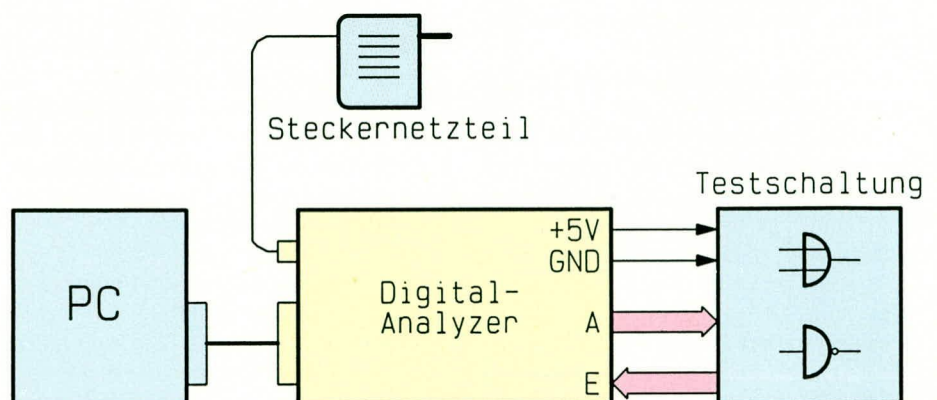 Steckernetzteil
Testschaltung
PC
Digital-
Analyzer
+5V
GND
A
E